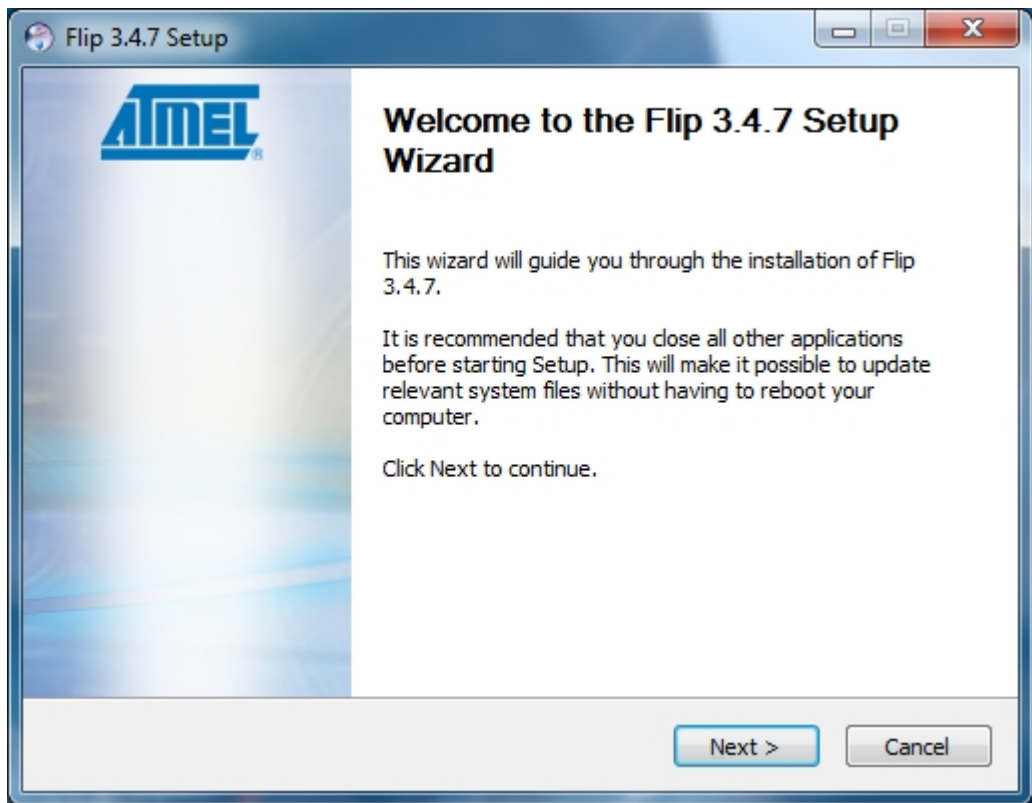 Flip 3.4.7 Setup
ATMEL
®
Welcome to the Flip 3.4.7 Setup
Wizard
This wizard will guide you through the installation of Flip
3.4.7.
It is recommended that you close all other applications
before starting Setup. This will make it possible to update
relevant system files without having to reboot your
computer.
Click Next to continue.
Next >
Cancel